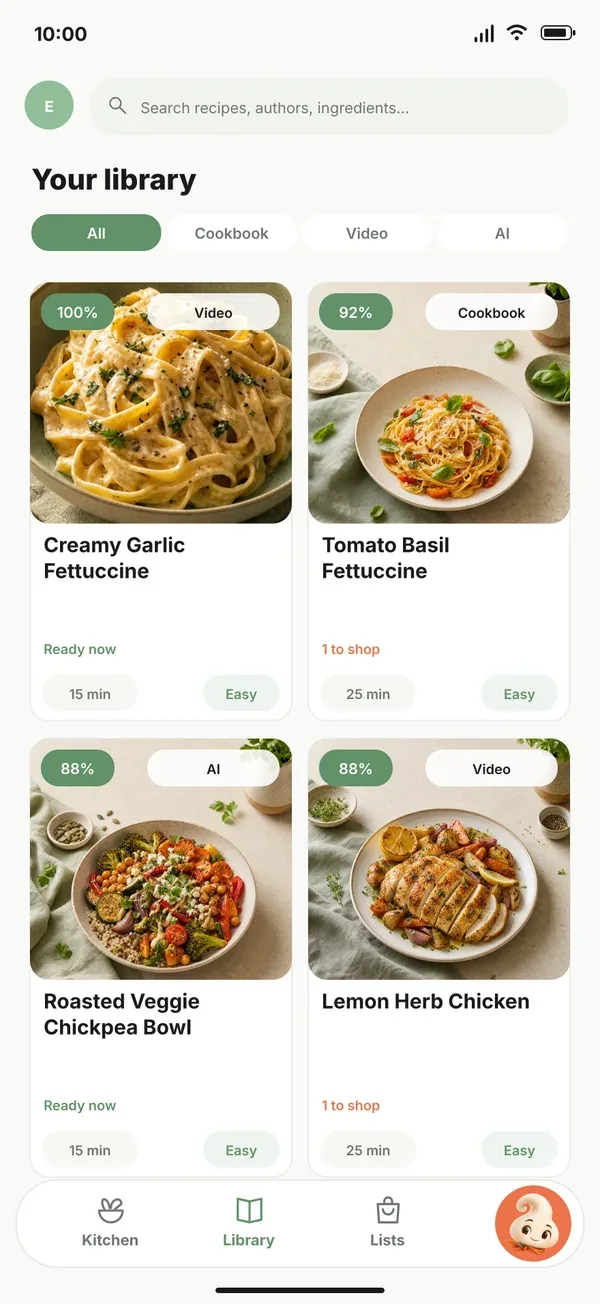 10:00
E
Search recipes, authors, ingredients...
Your library
All
Cookbook
Video
AI
100%
Video
92%
Cookbook
Creamy Garlic
Fettuccine
Tomato Basil
Fettuccine
Ready now
1 to shop
15 min
Easy
25 min
Easy
88%
AI
88%
Video
Roasted Veggie
Chickpea Bowl
Lemon Herb Chicken
Ready now
1 to shop
15 min
Easy
25 min
Easy
Kitchen
Library
Lists